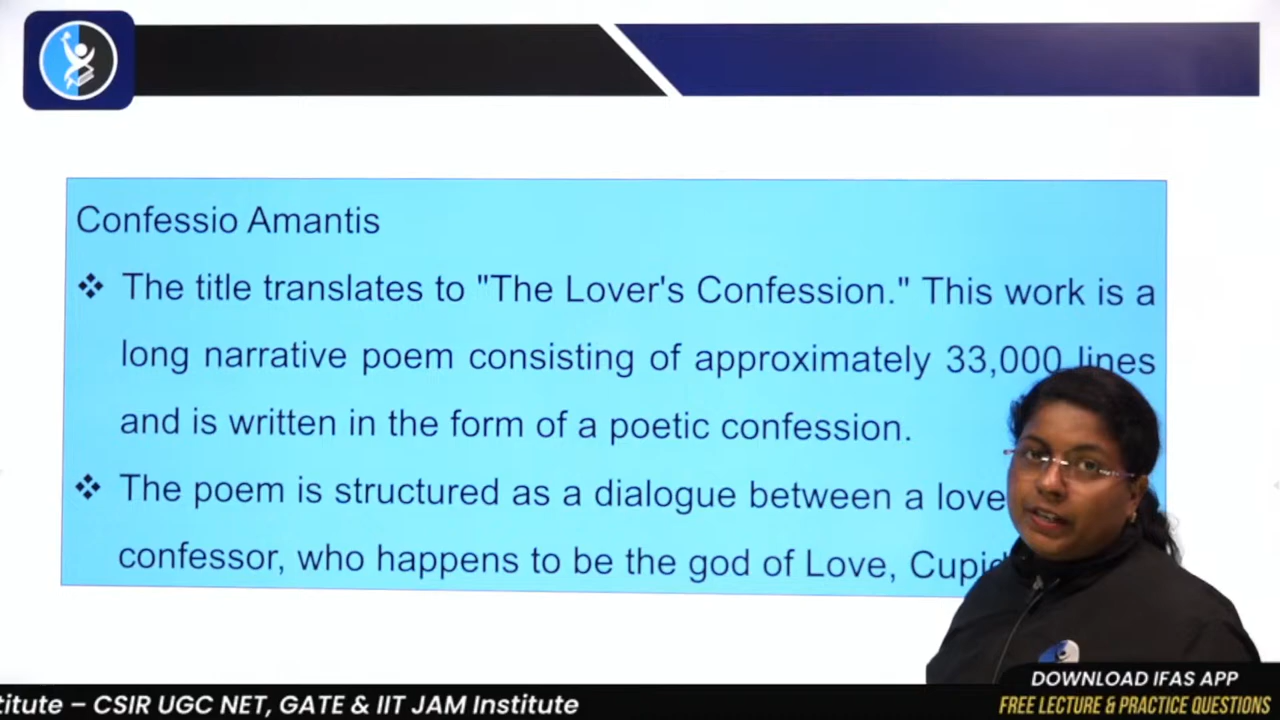 Confessio Amantis
❖ The title translates to "The Lover's Confession." This work is a
long narrative poem consisting of approximately 33,000 lines
and is written in the form of a poetic confession.
❖ The poem is structured as a dialogue between a
confessor, who happens to be the god of Love,
DOWNLOAD IFAS APP
– CSIR UGC NET, GATE & IIT JAM Institute
FREE LECTURE & PRACTICE QUESTIONS